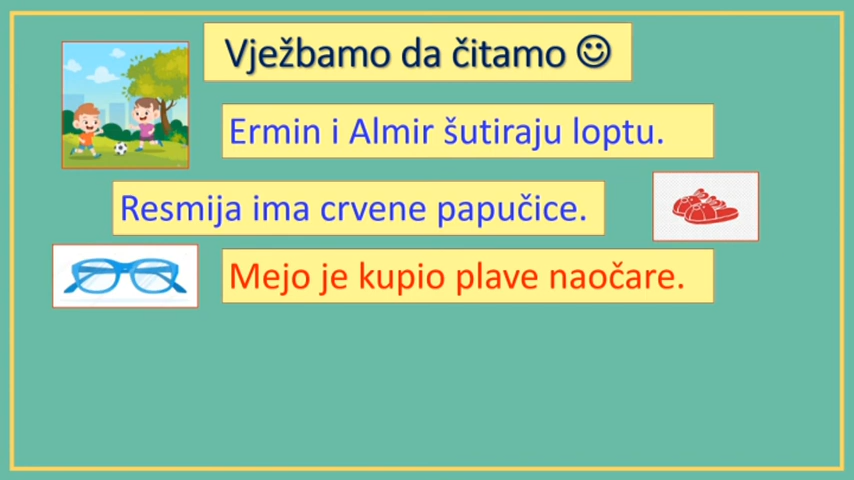 Vježbamo da čitamo ☺
Ermin i Almir šutiraju loptu.
Resmija ima crvene papučice.
Mejo je kupio plave naočare.